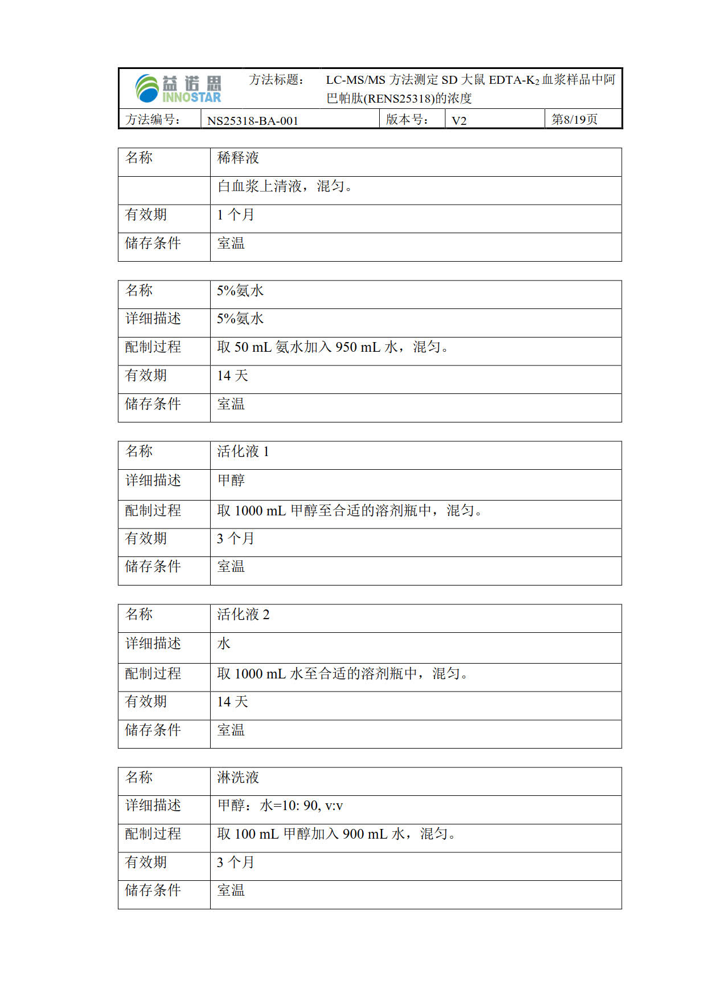 益诺思
INNOSTAR
方法标题：
LC-MS/MS 方法测定 SD 大鼠 EDTA-K2 血浆样品中阿
巴帕肽(RENS25318)的浓度
方法编号： NS25318-BA-001 版本号： V2 第8/19页
名称 稀释液
白血浆上清液，混匀。
有效期 1 个月
储存条件 室温
名称 5%氨水
详细描述 5%氨水
配制过程 取 50 mL 氨水加入 950 mL 水，混匀。
有效期 14 天
储存条件 室温
名称 活化液 1
详细描述 甲醇
配制过程 取 1000 mL 甲醇至合适的溶剂瓶中，混匀。
有效期 3 个月
储存条件 室温
名称 活化液 2
详细描述 水
配制过程 取 1000 mL 水至合适的溶剂瓶中，混匀。
有效期 14 天
储存条件 室温
名称 淋洗液
详细描述 甲醇：水=10: 90, v:v
配制过程 取 100 mL 甲醇加入 900 mL 水，混匀。
有效期 3 个月
储存条件 室温